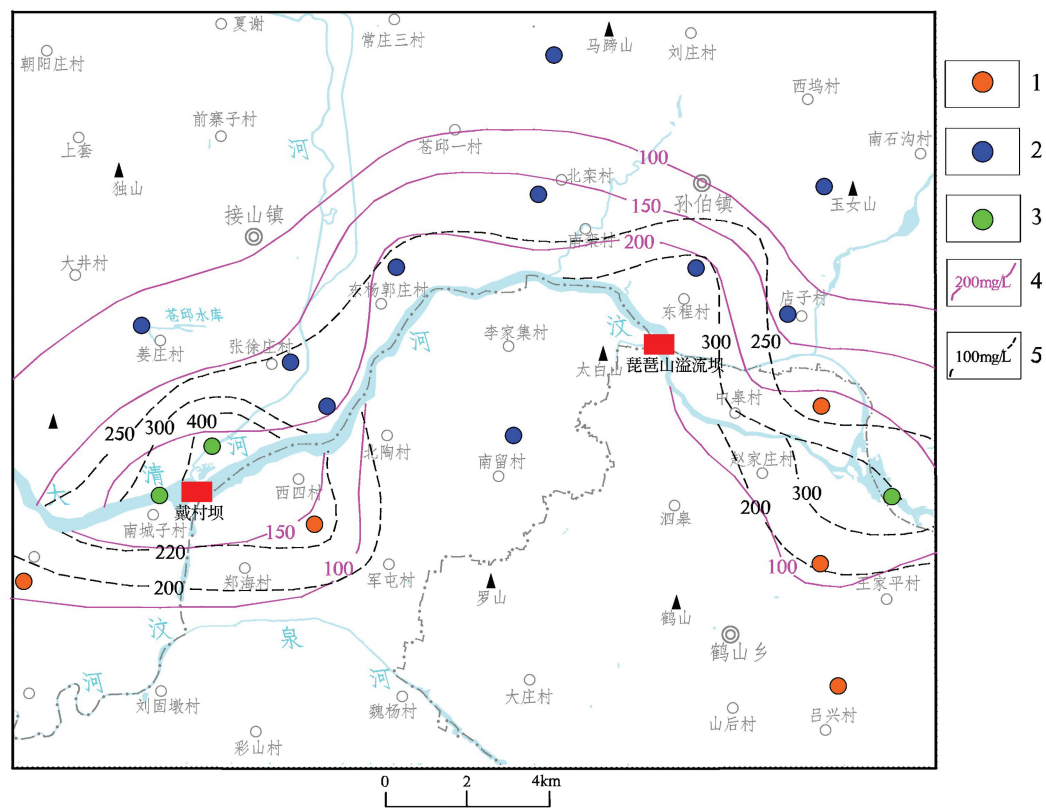 夏谢
常庄三村
马蹄山
刘庄村
朝阳庄村
西坞村
1
前寨子村
河
苍邱一村
南石沟村
2
上套
100
独山
北栾村
150
孙伯镇
玉女山
接山镇
200
南栾村
3
大井村
东杨郭庄村
东程村
店子村
200mg/L
4
苍邱水库
姜庄村
张徐庄村
河
李家集村
汶
300
250
100mg/L
5
太白山
琵琶山溢流坝
250
300
400
中皋村
河
北陶村
大
清
南留村
赵家庄村
西四村
300
戴村坝
200
南城子村
150
泗皋
220
100
100
200
郑海村
军屯村
王家平村
罗山
鹤山
汶
泉
鹤山乡
河
河
刘固墩村
魏杨村
大庄村
山后村
吕兴村
彩山村
0
2
4km